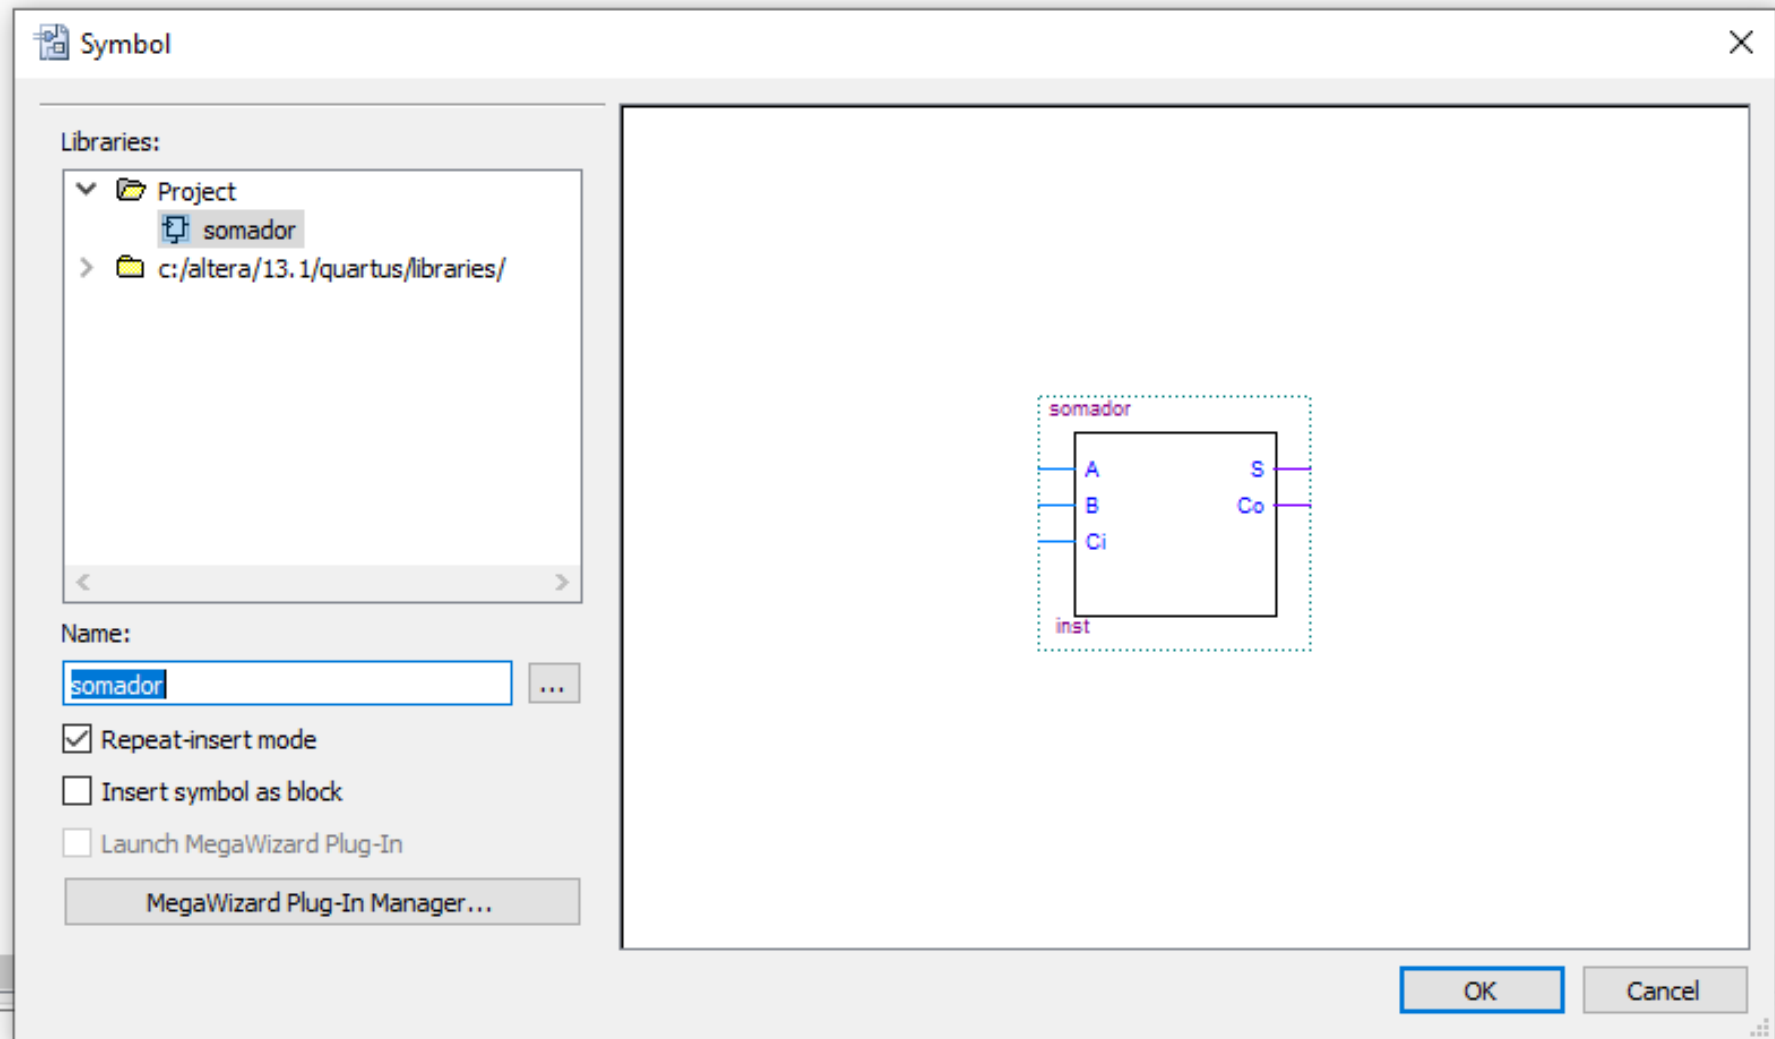 Symbol
Libraries:
Project
somador
c:/altera/13.1/quartus/libraries/
Name:
somador
...
Repeat-insert mode
Insert symbol as block
Launch MegaWizard Plug-In
MegaWizard Plug-In Manager...
somador
A S
B Co
Ci
inst
OK Cancel